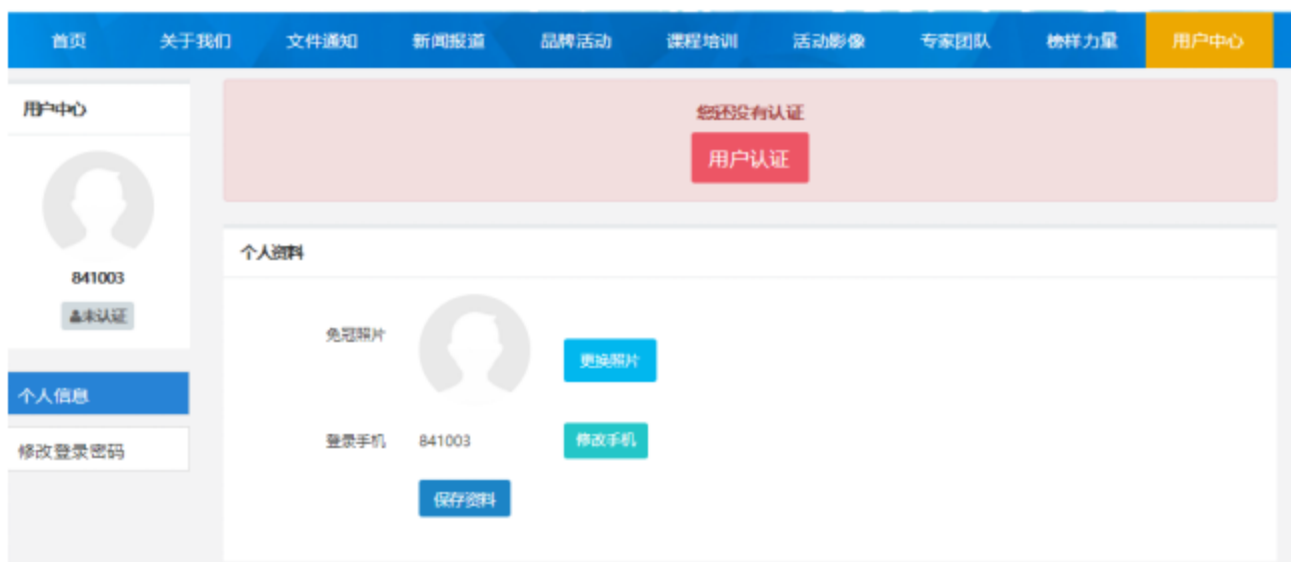 首页 关于我们 文件通知 新闻报道 品牌活动 课程培训 活动影像 专家团队 榜样力量 用户中心
用户中心
841003
未认证
个人信息
修改登录密码
您还没有认证
用户认证
个人资料
免冠照片 更换照片
登录手机 841003 修改手机
保存资料